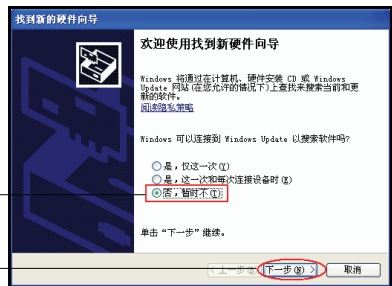 找到新的硬件向导
欢迎使用找到新硬件向导
Windows 将通过在计算机、硬件安装 CD 或 Windows
Update 网站(在您允许的情况下)上查找来搜索当前和更
新的软件。
阅读隐私策略
Windows 可以连接到 Windows Update 以搜索软件吗?
是，仅这一次(Y)
是，这一次和每次连接设备时(E)
否，暂时不(T)
单击“下一步”继续。
<上一步(B)
下一步(N) >
取消